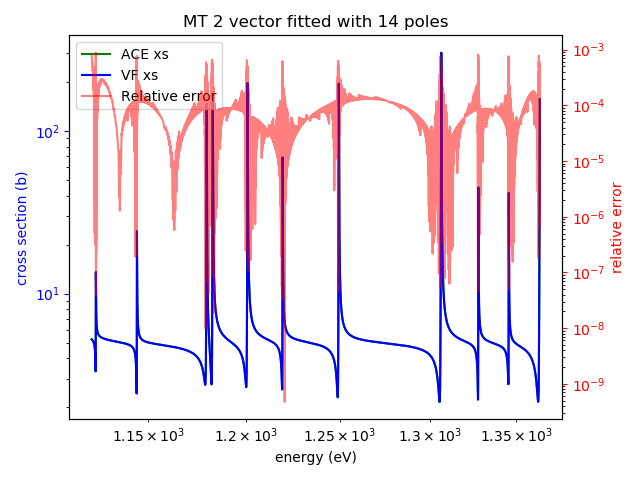 MT 2 vector fitted with 14 poles
ACE xs
VF xs
Relative error
cross section (b)
10²
10¹
relative error
10⁻³
10⁻⁴
10⁻⁵
10⁻⁶
10⁻⁷
10⁻⁸
10⁻⁹
1.15 × 10³ 1.2 × 10³ 1.25 × 10³ 1.3 × 10³ 1.35 × 10³
energy (eV)